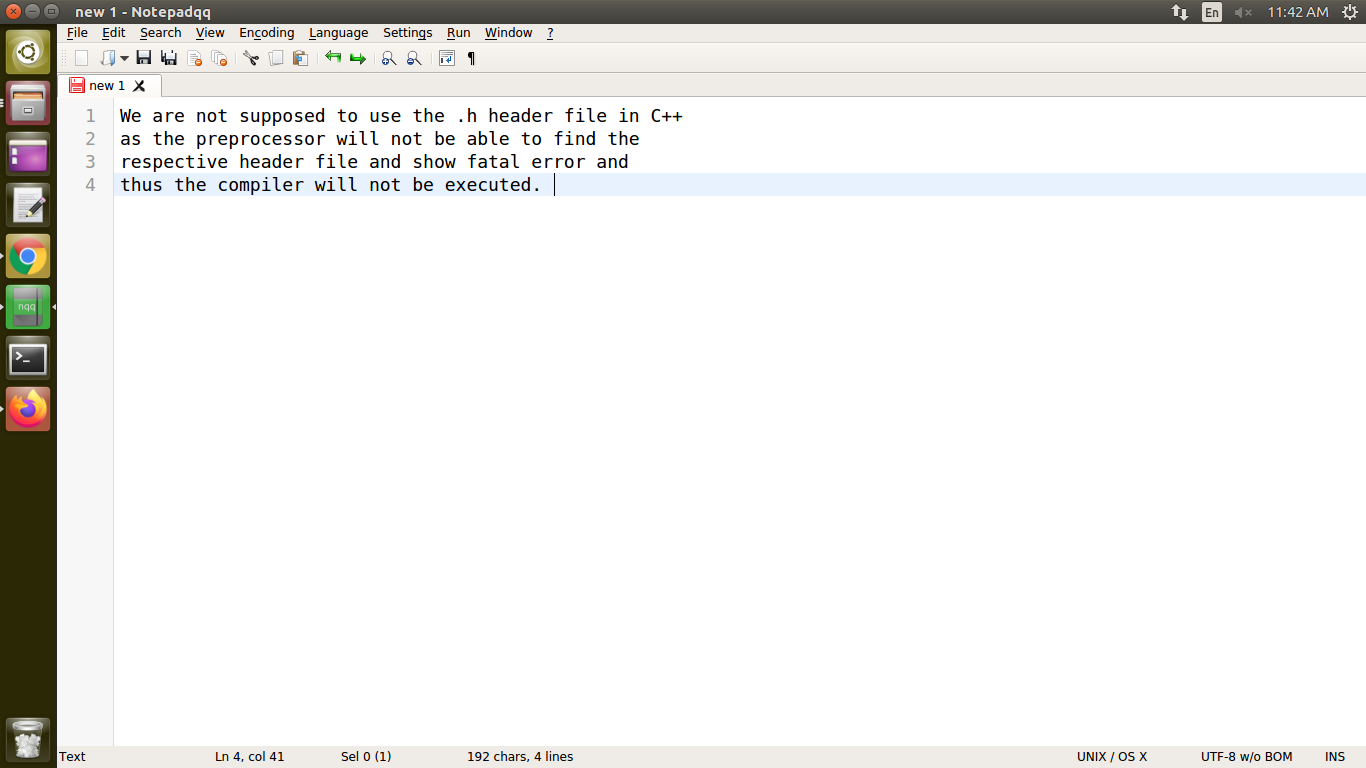 new 1 - Notepadqq
En
11:42 AM
File Edit Search View Encoding Language Settings Run Window ?
new 1
1 We are not supposed to use the .h header file in C++
2 as the preprocessor will not be able to find the
3 respective header file and show fatal error and
4 thus the compiler will not be executed.
nqq
Text Ln 4, col 41 Sel 0 (1) 192 chars, 4 lines UNIX / OS X UTF-8 w/o BOM INS